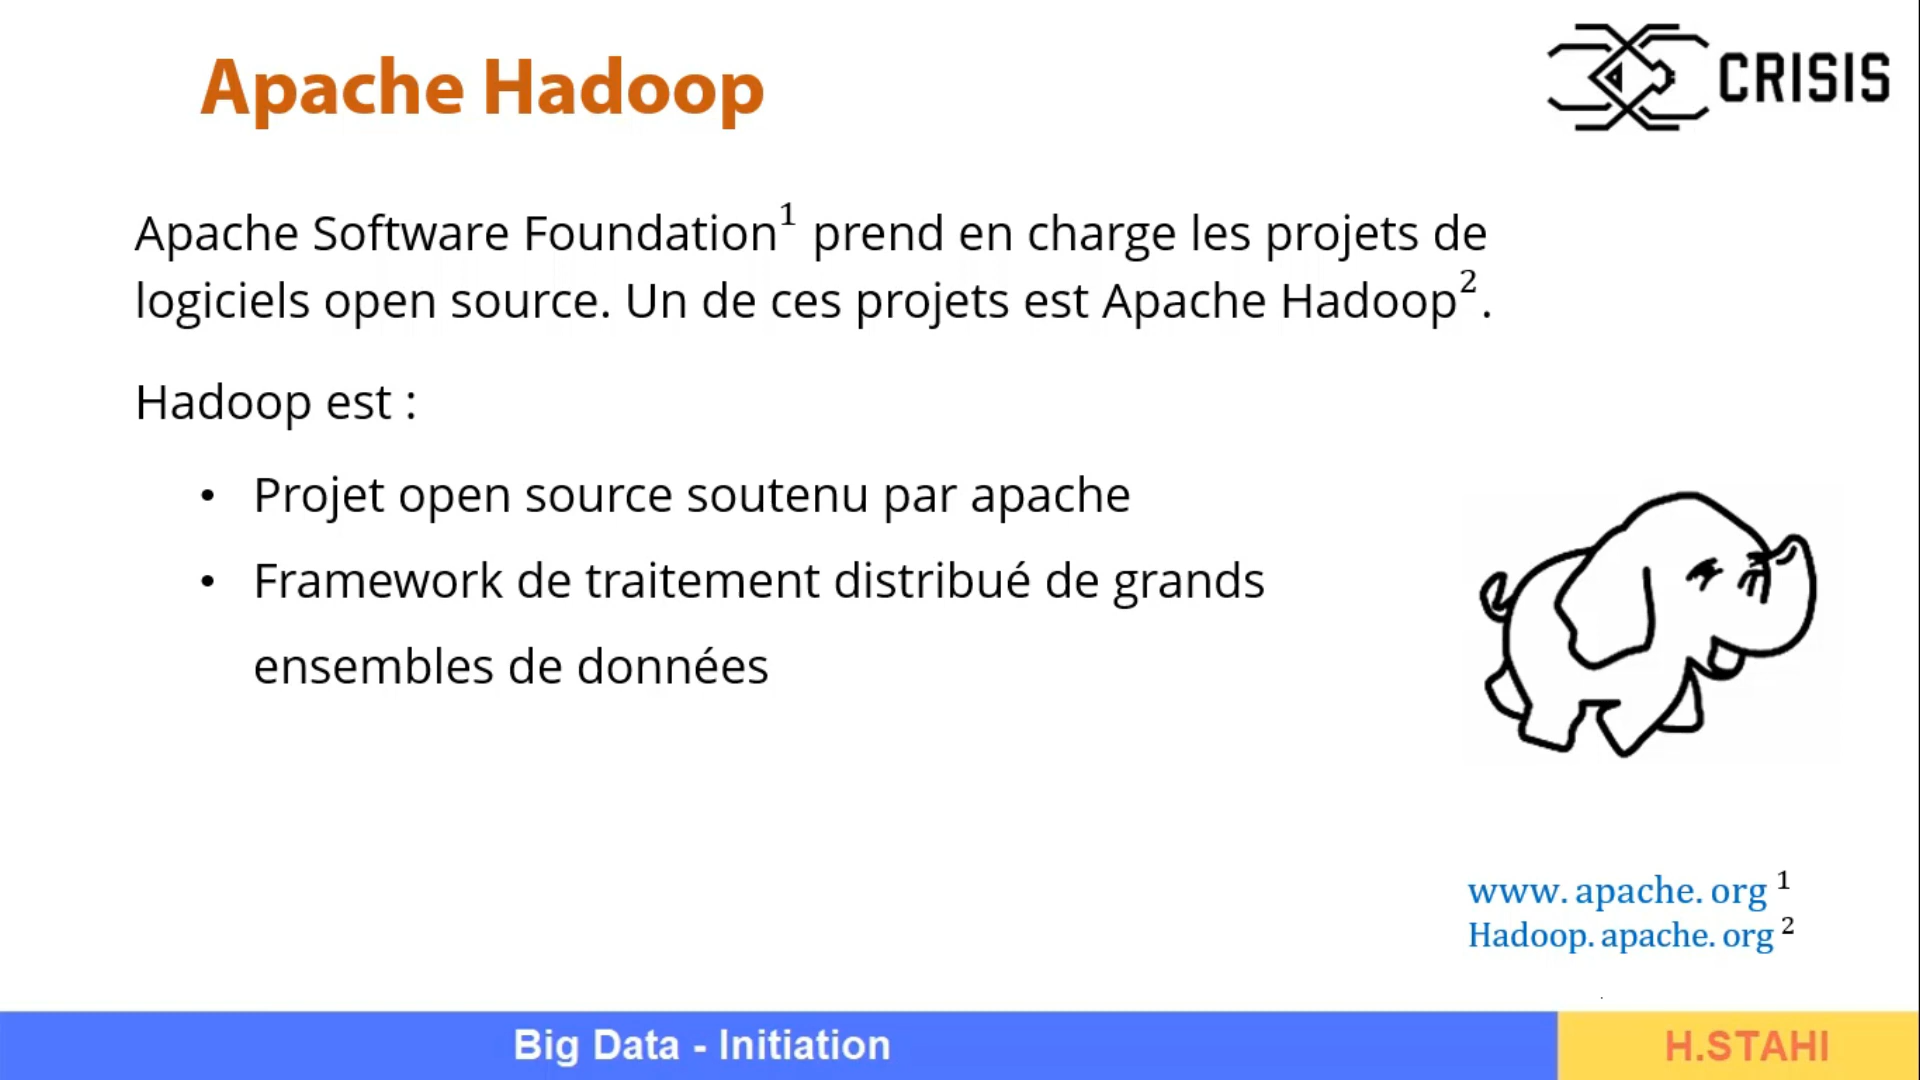 Apache Hadoop
CRISIS
Apache Software Foundation¹ prend en charge les projets de
logiciels open source. Un de ces projets est Apache Hadoop².
Hadoop est :
• Projet open source soutenu par apache
• Framework de traitement distribué de grands
ensembles de données
www. apache. org ¹
Hadoop. apache. org ²
Big Data - Initiation
H.STAHI